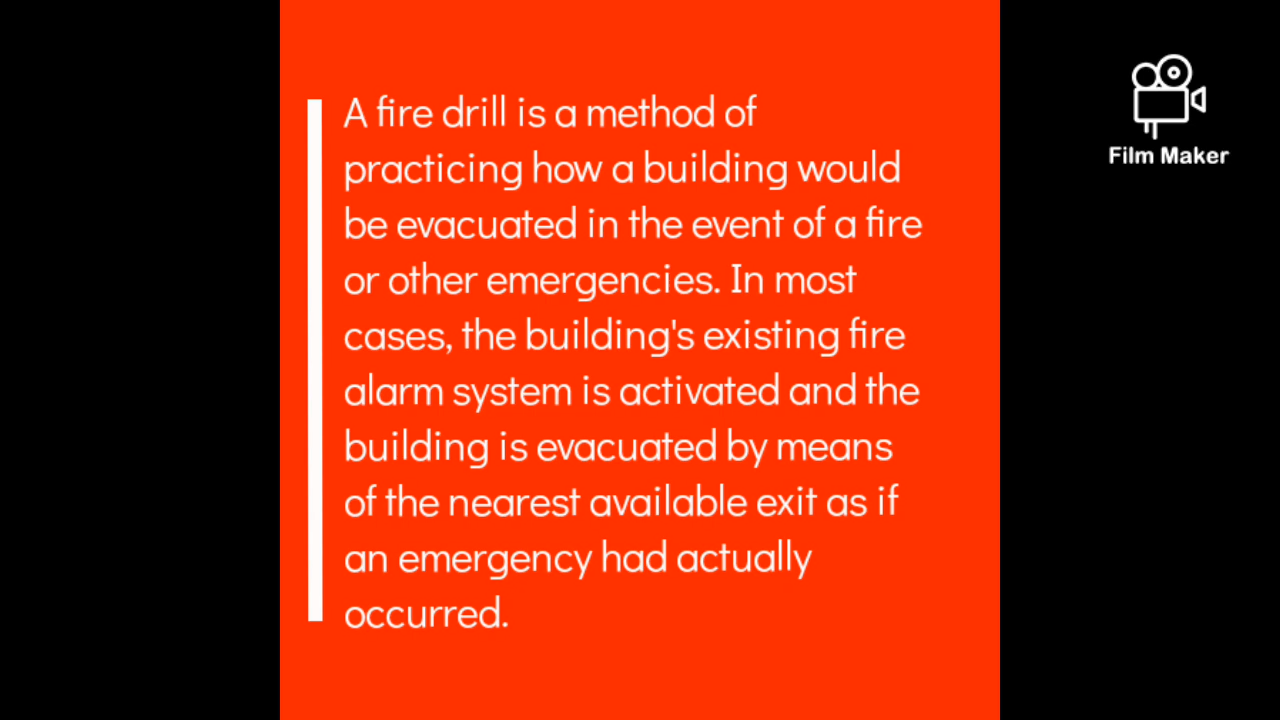 A fire drill is a method of
practicing how a building would
be evacuated in the event of a fire
or other emergencies. In most
cases, the building's existing fire
alarm system is activated and the
building is evacuated by means
of the nearest available exit as if
an emergency had actually
occurred.
Film Maker